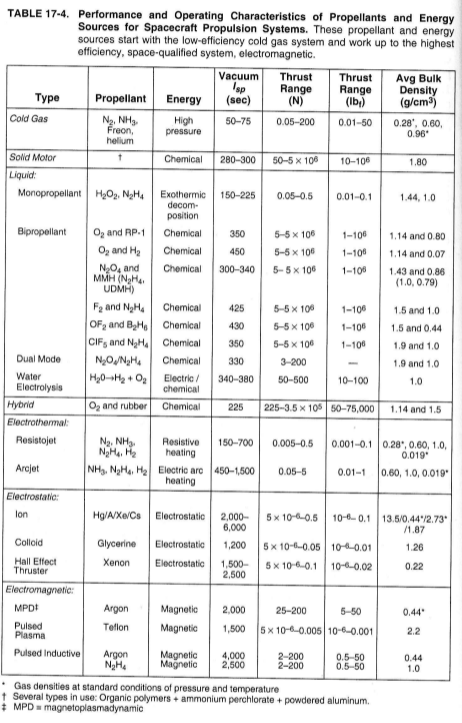 TABLE 17-4. Performance and Operating Characteristics of Propellants and Energy
Sources for Spacecraft Propulsion Systems. These propellant and energy
sources start with the low-efficiency cold gas system and work up to the highest
efficiency, space-qualified system, electromagnetic.
Type Propellant Energy Vacuum Isp (sec) Thrust Range (N) Thrust Range (lbf) Avg Bulk Density (g/cm³)
Cold Gas N₂, NH₃, Freon, helium High pressure 50–75 0.05-200 0.01–50 0.28*, 0.60, 0.96*
Solid Motor † Chemical 280–300 50–5 × 10⁶ 10–10⁶ 1.80
Liquid:
Monopropellant H₂O₂, N₂H₄ Exothermic decom- position 150–225 0.05–0.5 0.01–0.1 1.44, 1.0
Bipropellant O₂ and RP-1 Chemical 350 5–5 × 10⁶ 1–10⁶ 1.14 and 0.80
O₂ and H₂ Chemical 450 5–5 × 10⁶ 1–10⁶ 1.14 and 0.07
N₂O₄ and MMH (N₂H₄, UDMH) Chemical 300–340 5– 5 × 10⁶ 1–10⁶ 1.43 and 0.86 (1.0, 0.79)
F₂ and N₂H₄ Chemical 425 5–5 × 10⁶ 1–10⁶ 1.5 and 1.0
OF₂ and B₂H₆ Chemical 430 5–5 × 10⁶ 1–10⁶ 1.5 and 0.44
ClF₅ and N₂H₄ Chemical 350 5–5 × 10⁶ 1–10⁶ 1.9 and 1.0
Dual Mode N₂O₄/N₂H₄ Chemical 330 3–200 — 1.9 and 1.0
Water Electrolysis H₂0→H₂ + O₂ Electric / chemical 340–380 50–500 10–100 1.0
Hybrid O₂ and rubber Chemical 225 225–3.5 × 10⁵ 50–75,000 1.14 and 1.5
Electrothermal:
Resistojet N₂, NH₃, N₂H₄, H₂ Resistive heating 150–700 0.005–0.5 0.001–0.1 0.28*, 0.60, 1.0, 0.019*
Arcjet NH₃, N₂H₄, H₂ Electric arc heating 450–1,500 0.05–5 0.01–1 0.60, 1.0, 0.019*
Electrostatic:
Ion Hg/A/Xe/Cs Electrostatic 2,000– 6,000 5 × 10⁻⁶–0.5 10⁻⁶– 0.1 13.5/0.44*/2.73* /1.87
Colloid Glycerine Electrostatic 1,200 5 × 10⁻⁶–0.05 10⁻⁶–0.01 1.26
Hall Effect Thruster Xenon Electrostatic 1,500– 2,500 5 × 10⁻⁶–0.1 10⁻⁶–0.02 0.22
Electromagnetic:
MPD‡ Argon Magnetic 2,000 25–200 5–50 0.44*
Pulsed Plasma Teflon Magnetic 1,500 5 × 10⁻⁶–0.005 10⁻⁶–0.001 2.2
Pulsed Inductive Argon Magnetic 4,000 2–200 0.5–50 0.44
N₂H₄ Magnetic 2,500 2–200 0.5–50 1.0
* Gas densities at standard conditions of pressure and temperature
† Several types in use: Organic polymers + ammonium perchlorate + powdered aluminum.
‡ MPD = magnetoplasmadynamic